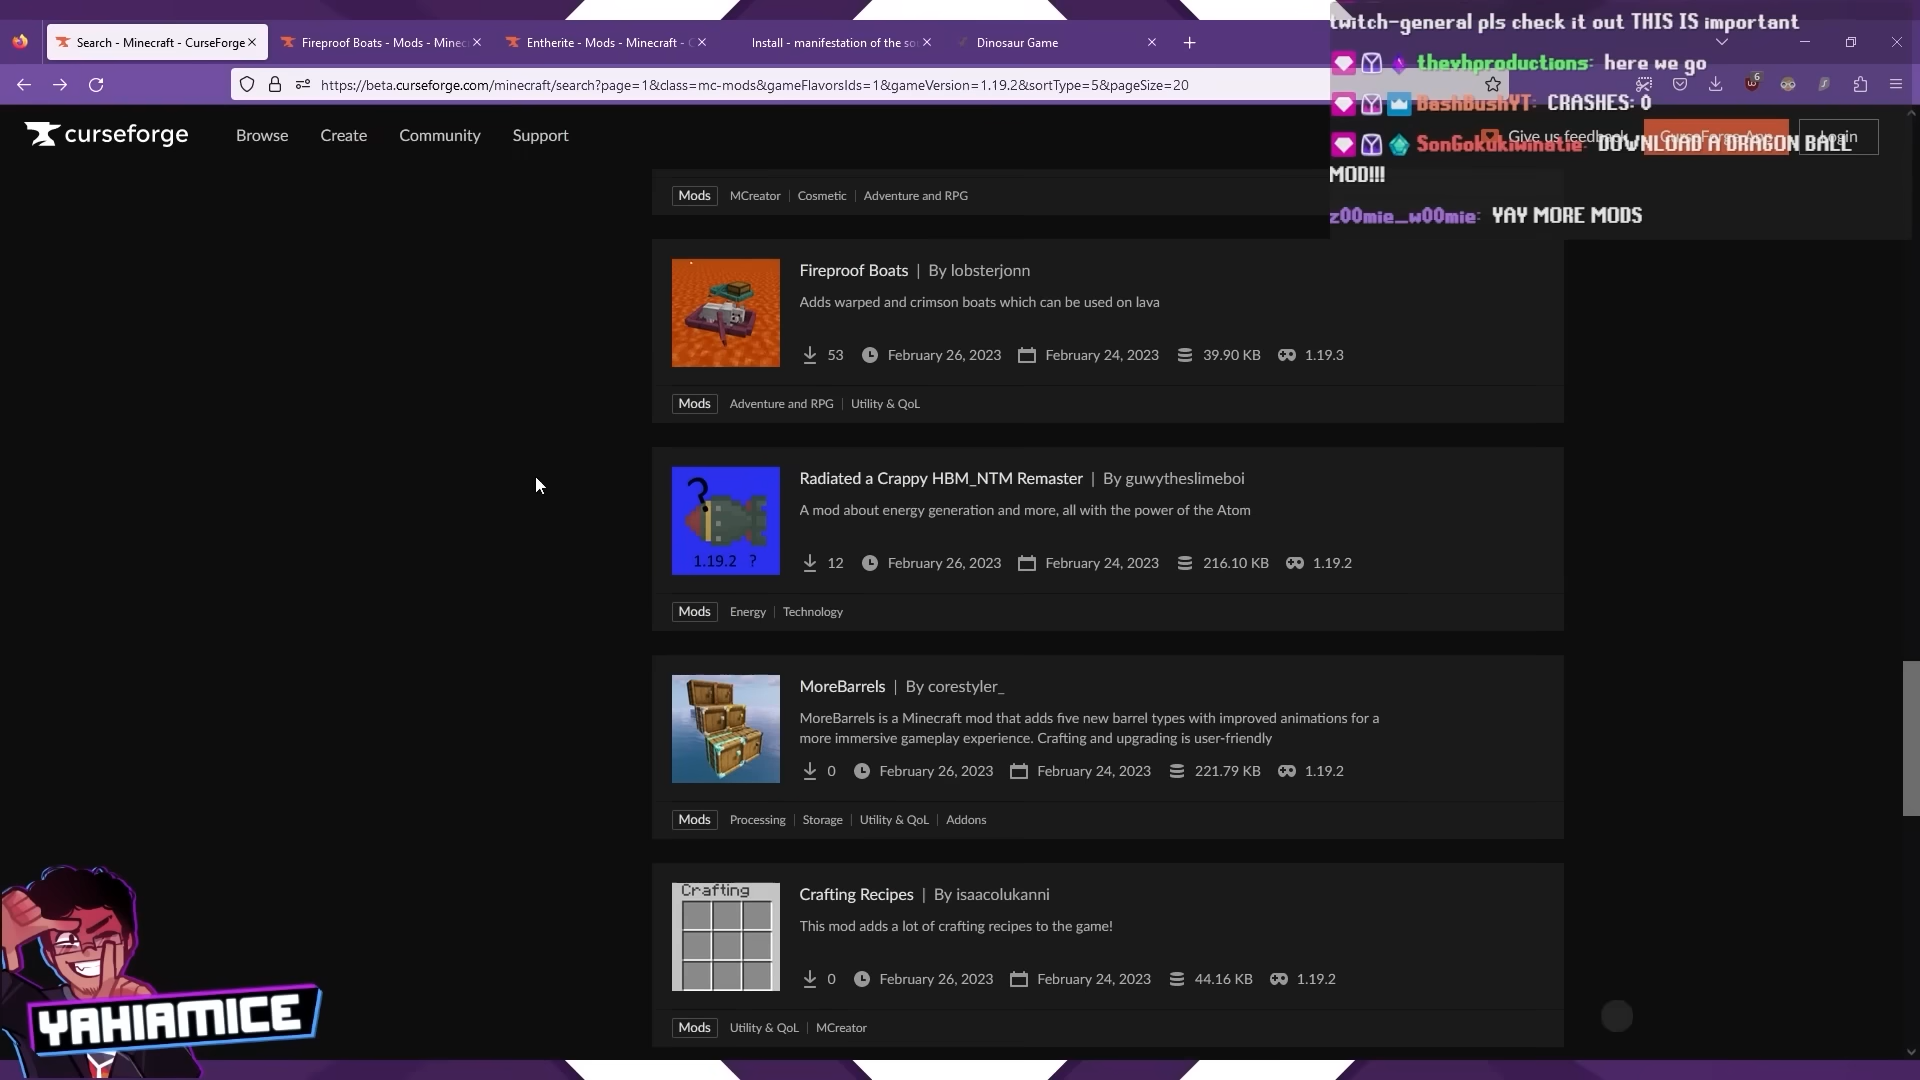 twitch-general pls check it out THIS IS important
Search - Minecraft - CurseForge
Fireproof Boats - Mods - Minec
Entherite - Mods - Minecraft - C
Install - manifestation of the so
Dinosaur Game
thevhproductions: here we go
https://beta.curseforge.com/minecraft/search?page=1&class=mc-mods&gameFlavorsIds=1&gameVersion=1.19.2&sortType=5&pageSize=20
6
BashBushYT: CRASHES: 0
curseforge
Browse
Create
Community
Support
Give us feedback
CurseForge App
Login
SonGokukiwinatie: DOWNLOAD A DRAGON BALL
MOD!!!
Mods MCreator | Cosmetic | Adventure and RPG
z00mie_w00mie: YAY MORE MODS
Fireproof Boats | By lobsterjonn
Adds warped and crimson boats which can be used on lava
53 February 26, 2023 February 24, 2023 39.90 KB 1.19.3
Mods Adventure and RPG | Utility & QoL
?
1.19.2 ?
Radiated a Crappy HBM_NTM Remaster | By guwytheslimeboi
A mod about energy generation and more, all with the power of the Atom
12 February 26, 2023 February 24, 2023 216.10 KB 1.19.2
Mods Energy | Technology
MoreBarrels | By corestyler_
MoreBarrels is a Minecraft mod that adds five new barrel types with improved animations for a
more immersive gameplay experience. Crafting and upgrading is user-friendly
0 February 26, 2023 February 24, 2023 221.79 KB 1.19.2
Mods Processing | Storage | Utility & QoL | Addons
Crafting
Crafting Recipes | By isaacolukanni
This mod adds a lot of crafting recipes to the game!
0 February 26, 2023 February 24, 2023 44.16 KB 1.19.2
Mods Utility & QoL | MCreator
YAHIAMICE